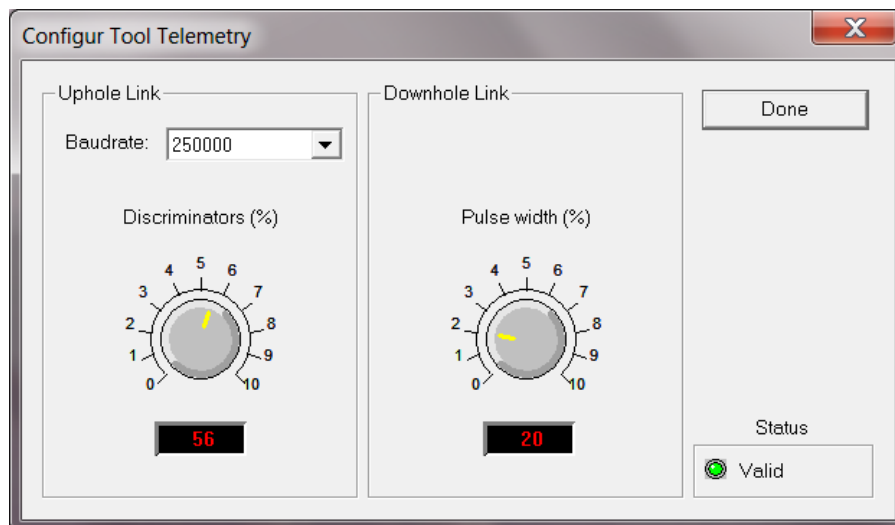 Configur Tool Telemetry
X
Uphole Link
Baudrate: 250000
Discriminators (%)
0 1 2 3 4 5 6 7 8 9 10
56
Downhole Link
Pulse width (%)
0 1 2 3 4 5 6 7 8 9 10
20
Done
Status
Valid